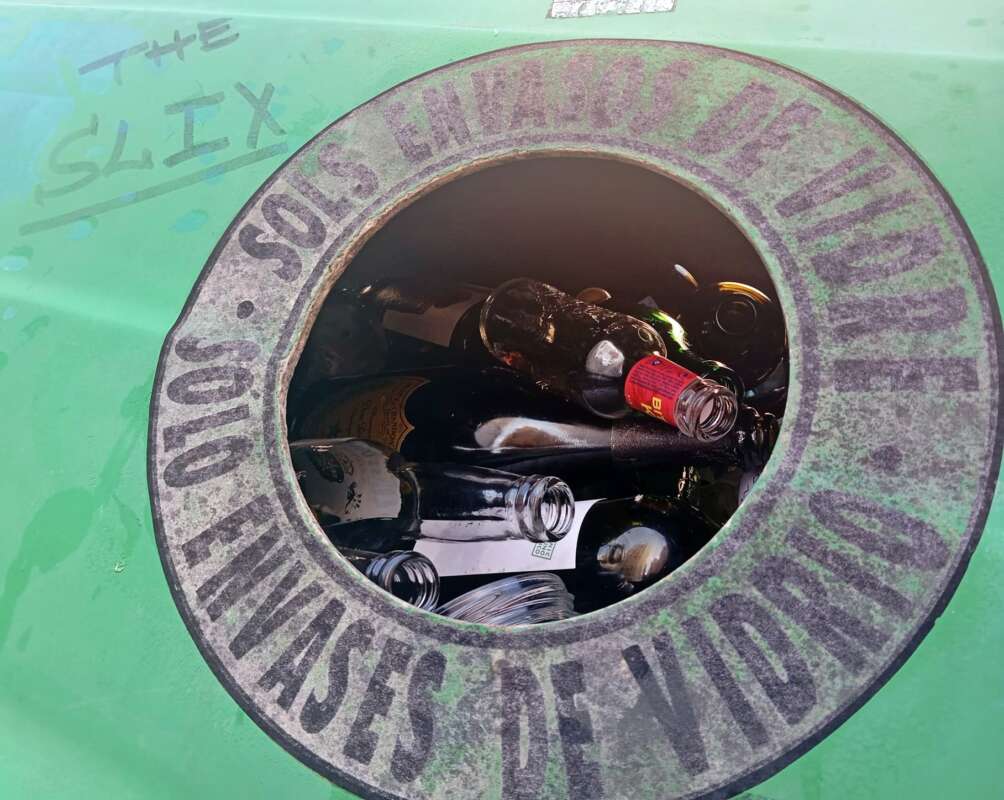 THE
SLIX
SOLS ENVASOS DE VIDRE • SOLO ENVASES DE VIDRIO •